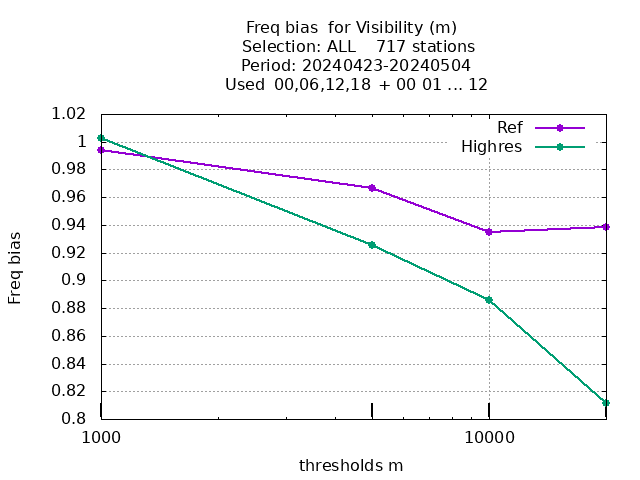 Freq bias  for Visibility (m)
Selection: ALL    717 stations
Period: 20240423-20240504
Used  00,06,12,18 + 00 01 ... 12
Ref
Highres
1.02
1
0.98
0.96
0.94
0.92
0.9
0.88
0.86
0.84
0.82
0.8
Freq bias
1000
10000
thresholds m